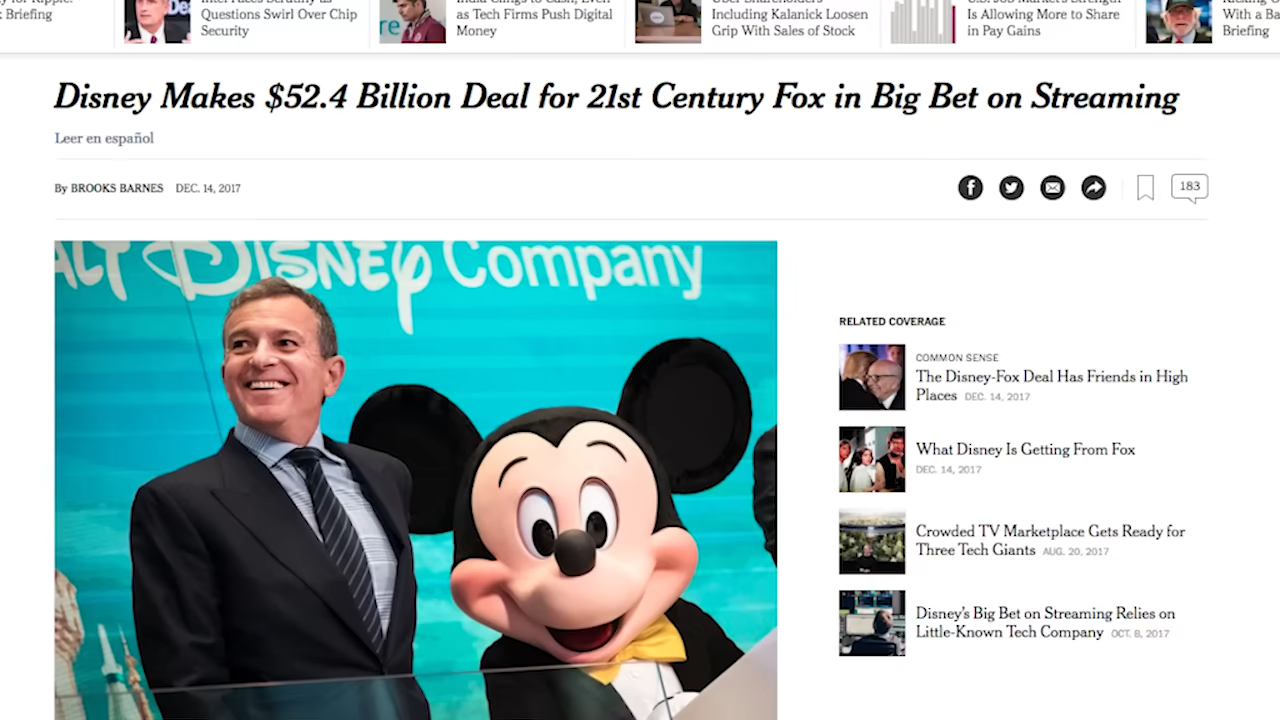 Briefing
Questions Swirl Over Chip
Security
as Tech Firms Push Digital
Money
Including Kalanick Loosen
Grip With Sales of Stock
Is Allowing More to Share
in Pay Gains
With a Ba
Briefing
Disney Makes $52.4 Billion Deal for 21st Century Fox in Big Bet on Streaming
Leer en español
By BROOKS BARNES DEC. 14, 2017
183
ALT DISNEY Company
RELATED COVERAGE
COMMON SENSE
The Disney-Fox Deal Has Friends in High
Places DEC. 14, 2017
What Disney Is Getting From Fox
DEC. 14, 2017
Crowded TV Marketplace Gets Ready for
Three Tech Giants AUG. 20, 2017
Disney's Big Bet on Streaming Relies on
Little-Known Tech Company OCT. 8, 2017